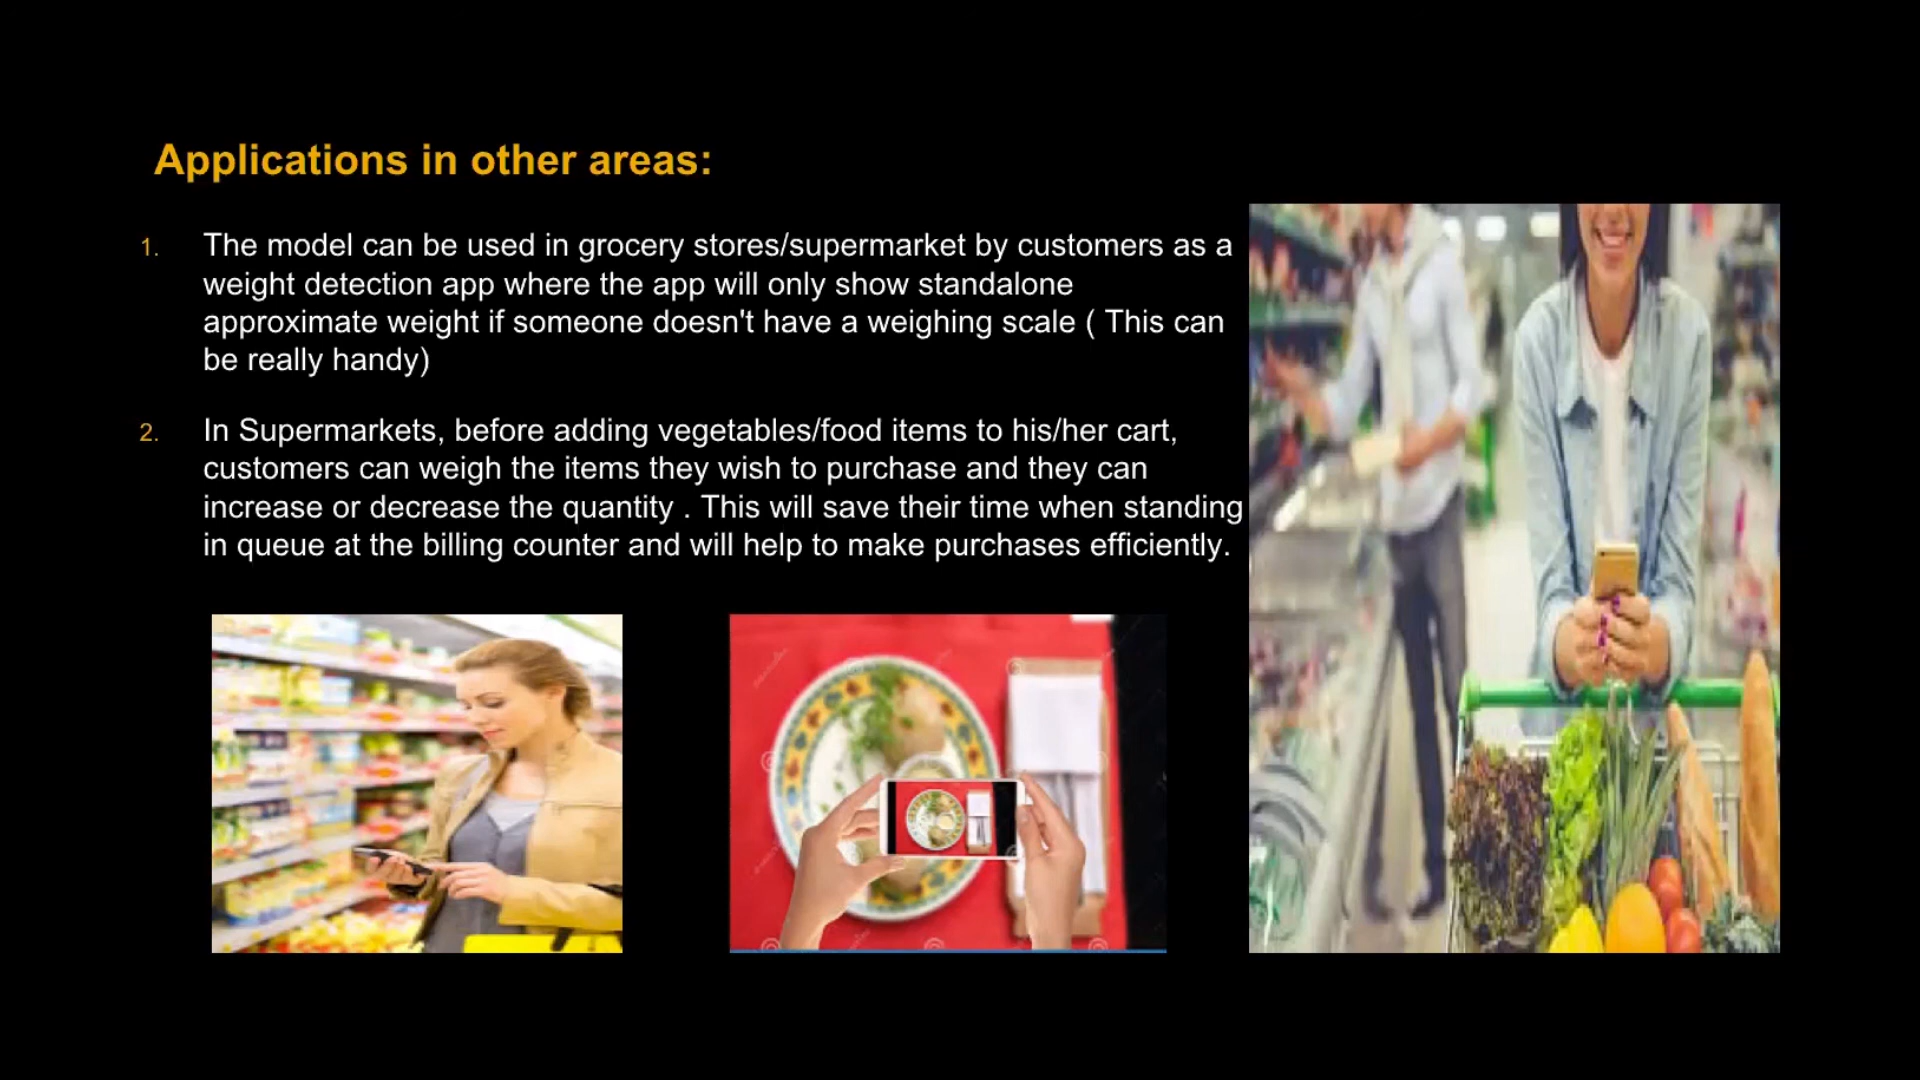 Applications in other areas:
1. The model can be used in grocery stores/supermarket by customers as a
weight detection app where the app will only show standalone
approximate weight if someone doesn't have a weighing scale ( This can
be really handy)
2. In Supermarkets, before adding vegetables/food items to his/her cart,
customers can weigh the items they wish to purchase and they can
increase or decrease the quantity . This will save their time when standing
in queue at the billing counter and will help to make purchases efficiently.